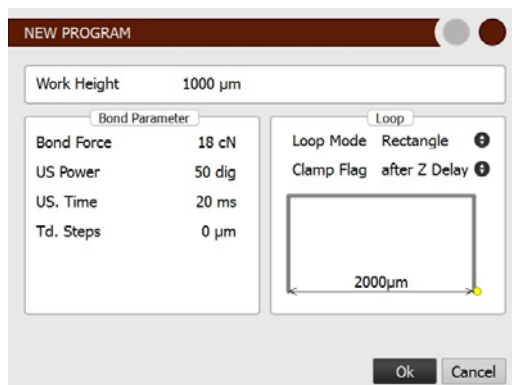 NEW PROGRAM
Work Height 1000 µm
Bond Parameter
Bond Force 18 cN
US Power 50 dig
US. Time 20 ms
Td. Steps 0 µm
Loop
Loop Mode Rectangle
Clamp Flag after Z Delay
2000µm
Ok Cancel